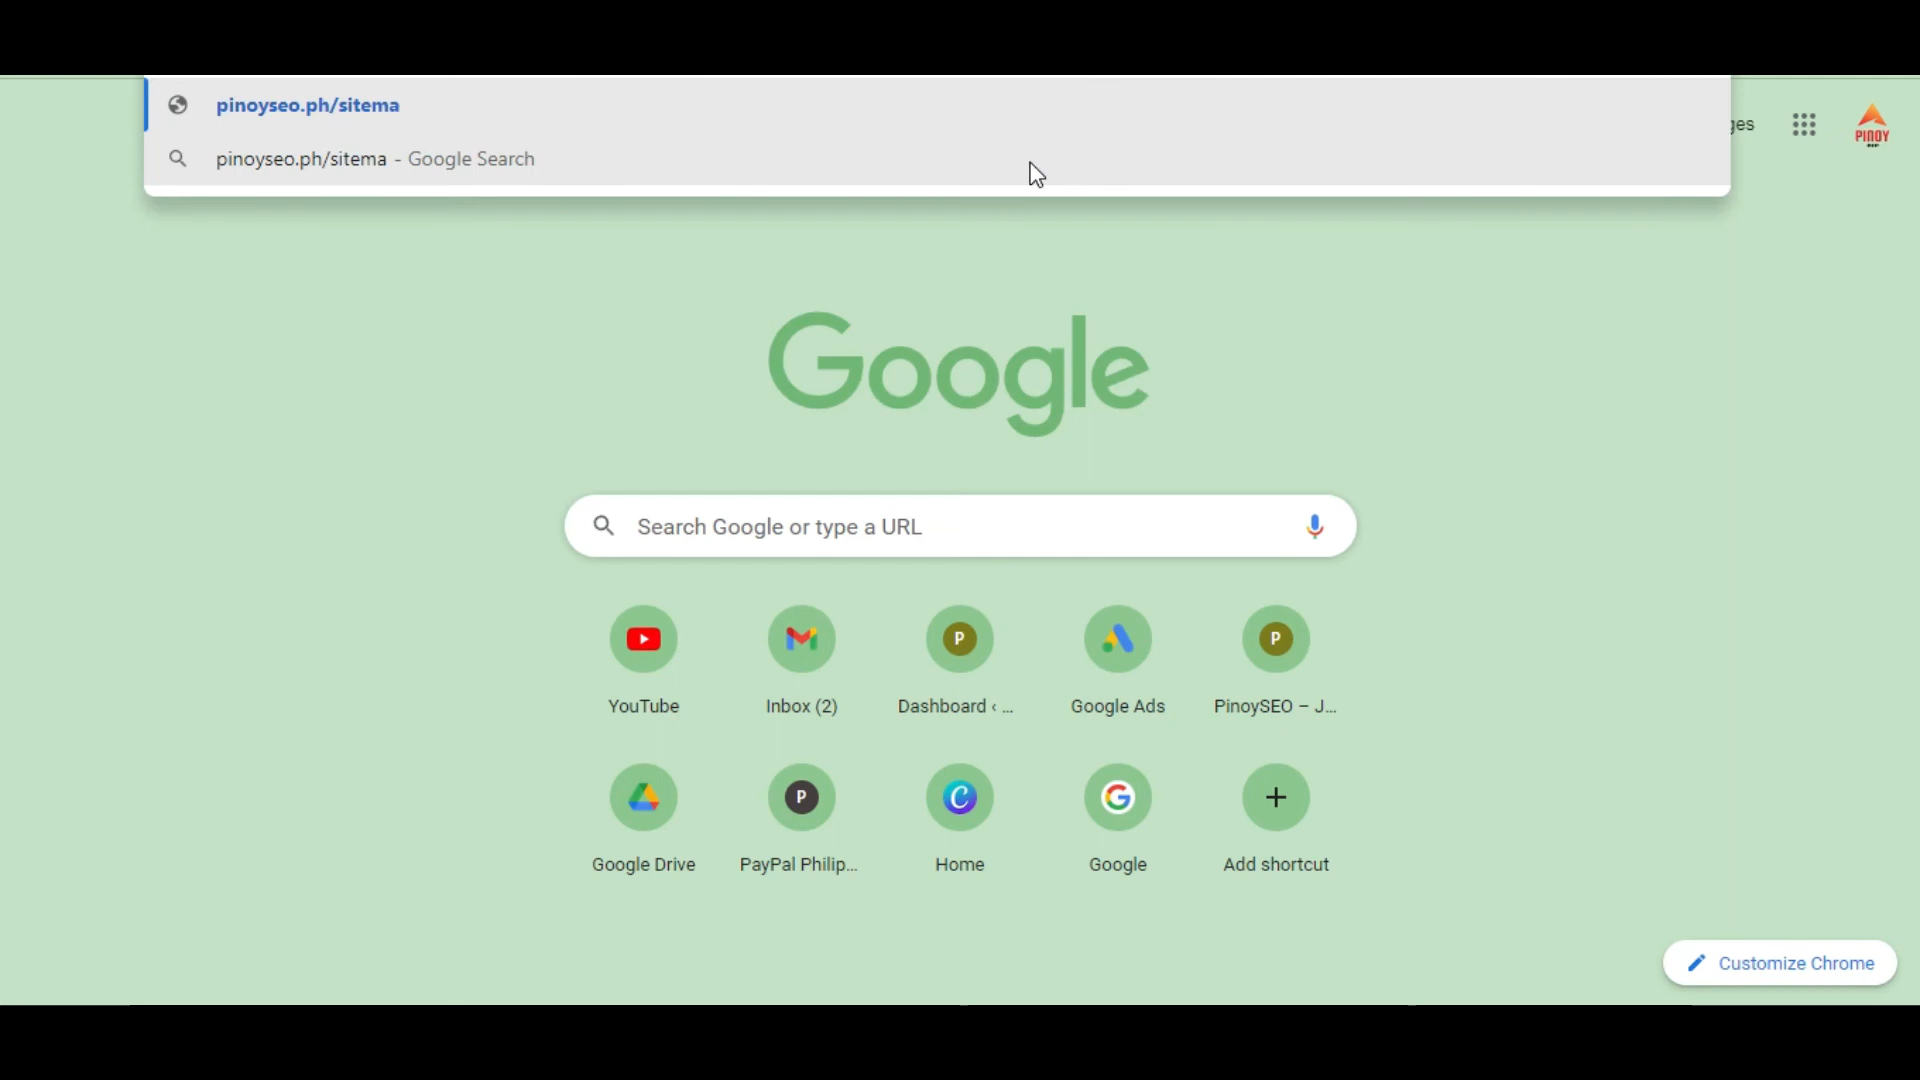 pinoyseo.ph/sitema
pinoyseo.ph/sitema - Google Search
ges
PINOY
Google
Search Google or type a URL
P
P
YouTube
Inbox (2)
Dashboard ‹ ...
Google Ads
PinoySEO – J...
P
Google Drive
PayPal Philip...
Home
Google
Add shortcut
Customize Chrome